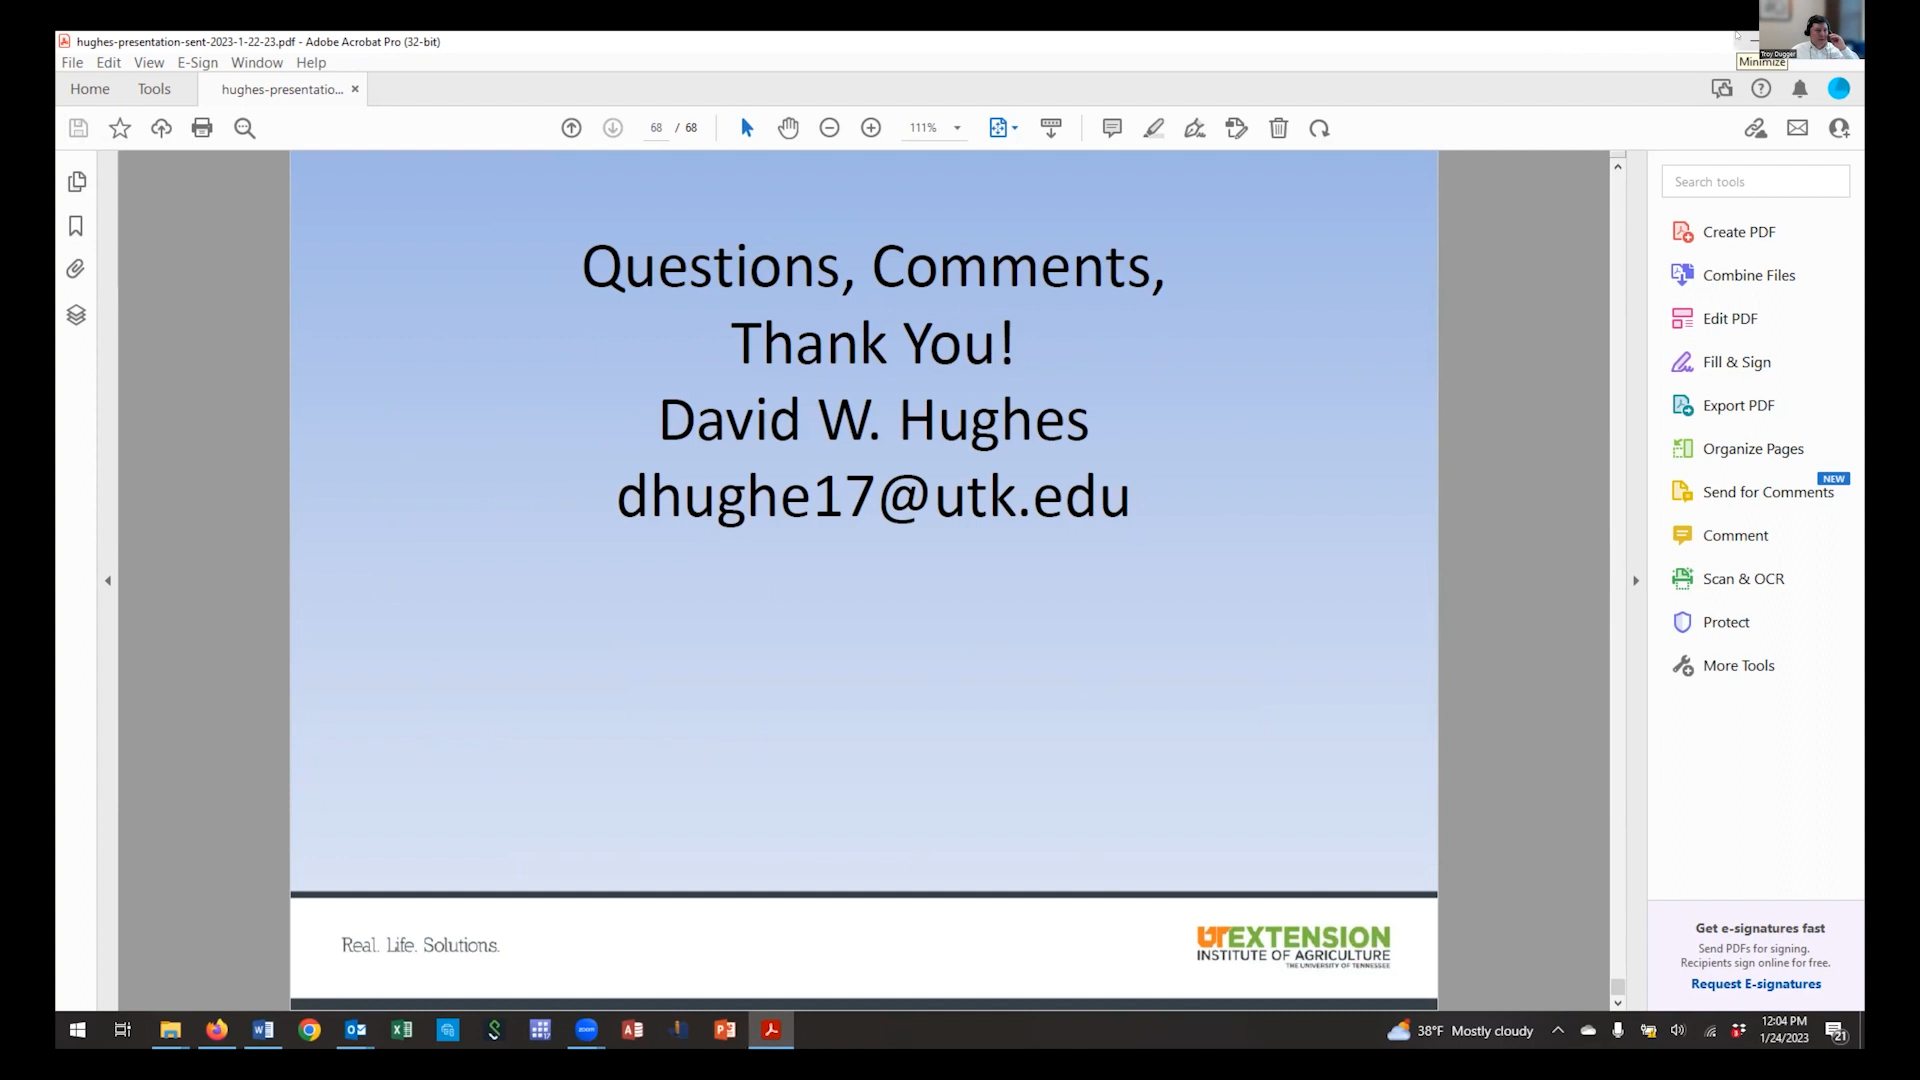 hughes-presentation-sent-2023-1-22-23.pdf - Adobe Acrobat Pro (32-bit)
Troy Dugger
Minimize
File Edit View E-Sign Window Help
Home Tools hughes-presentatio... ×
68 / 68 111%
Search tools
Create PDF
Combine Files
Edit PDF
Fill & Sign
Export PDF
Organize Pages
NEW
Send for Comments
Comment
Scan & OCR
Protect
More Tools
Questions, Comments,
Thank You!
David W. Hughes
dhughe17@utk.edu
Real. Life. Solutions.
UTEXTENSION
INSTITUTE OF AGRICULTURE
THE UNIVERSITY OF TENNESSEE
Get e-signatures fast
Send PDFs for signing.
Recipients sign online for free.
Request E-signatures
zoom
38°F Mostly cloudy
12:04 PM
1/24/2023
21